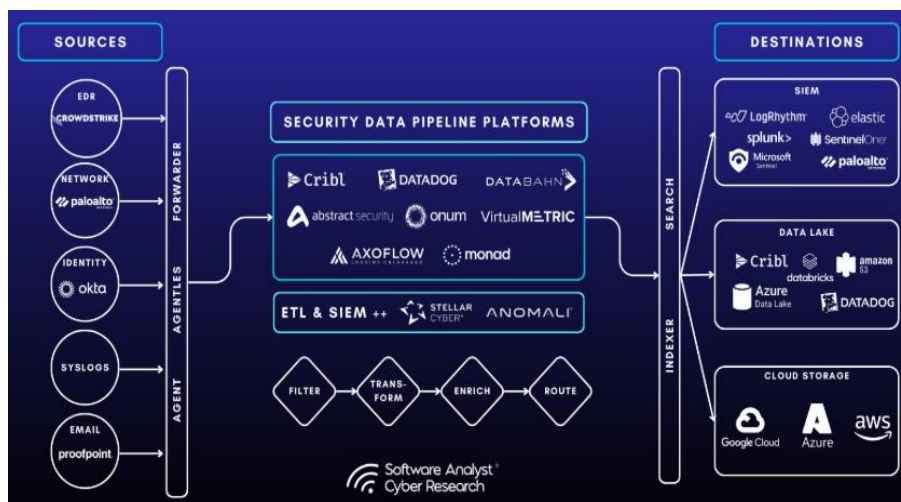 SOURCES
EDR
CROWDSTRIKE
NETWORK
paloalto
IDENTITY
okta
SYSLOGS
EMAIL
proofpoint
FORWARDER
AGENTLES
AGENT
SECURITY DATA PIPELINE PLATFORMS
Cribl DATADOG DATABAHN
abstract security onum VirtualMETRIC
AXOFLOW monad
ETL & SIEM ++ STELLAR CYBER ANOMALI
FILTER TRANS-
FORM ENRICH ROUTE
Software Analyst
Cyber Research
SEARCH
INDEXER
DESTINATIONS
SIEM
LogRhythm elastic
splunk> SentinelOne
Microsoft
Sentinel paloalto
DATA LAKE
Cribl databricks amazon
S3
Azure
Data Lake DATADOG
CLOUD STORAGE
Google Cloud Azure aws